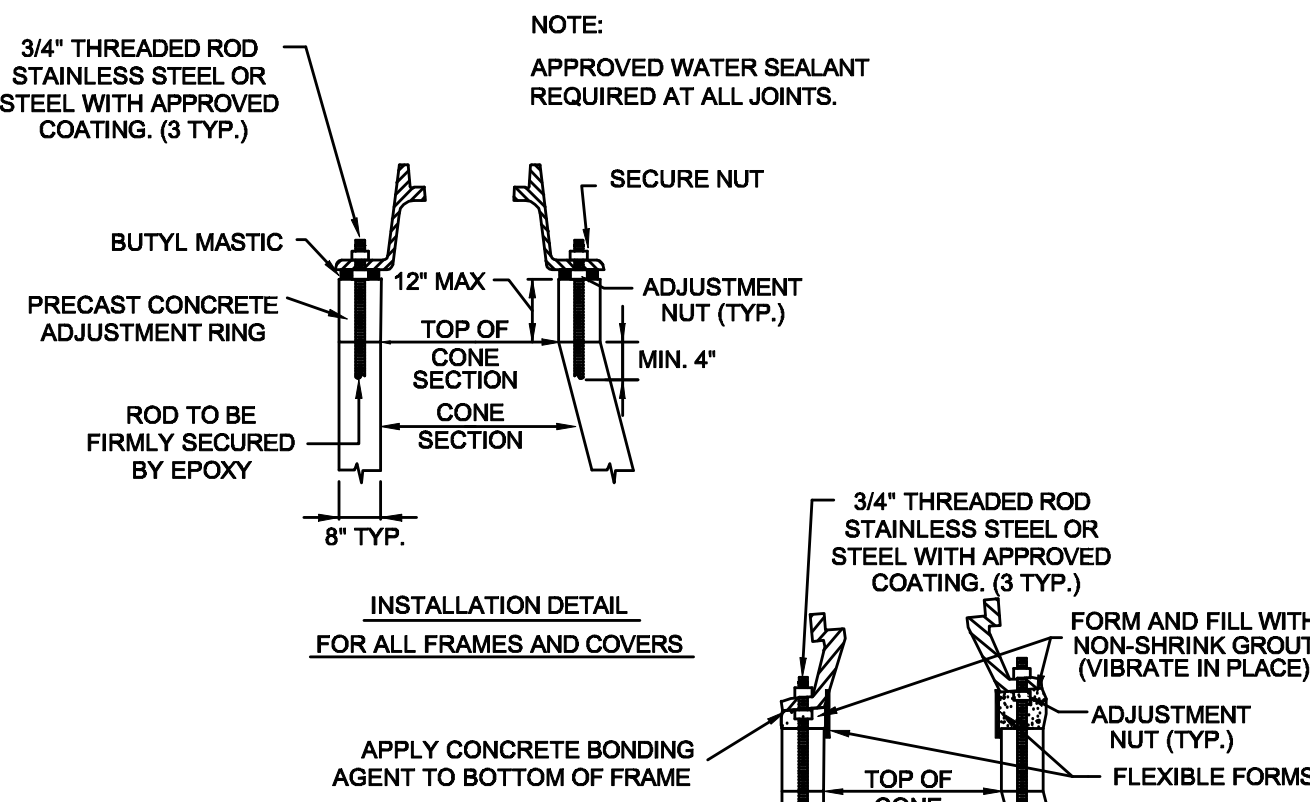 NOTE:
APPROVED WATER SEALANT
REQUIRED AT ALL JOINTS.
3/4" THREADED ROD
STAINLESS STEEL OR
STEEL WITH APPROVED
COATING. (3 TYP.)
SECURE NUT
BUTYL MASTIC
12" MAX
ADJUSTMENT
NUT (TYP.)
PRECAST CONCRETE
ADJUSTMENT RING
TOP OF
CONE
SECTION
MIN. 4"
ROD TO BE
FIRMLY SECURED
BY EPOXY
CONE
SECTION
8" TYP.
INSTALLATION DETAIL
FOR ALL FRAMES AND COVERS
3/4" THREADED ROD
STAINLESS STEEL OR
STEEL WITH APPROVED
COATING. (3 TYP.)
FORM AND FILL WITH
NON-SHRINK GROUT
(VIBRATE IN PLACE)
ADJUSTMENT
NUT (TYP.)
APPLY CONCRETE BONDING
AGENT TO BOTTOM OF FRAME
FLEXIBLE FORMS
TOP OF
CONE